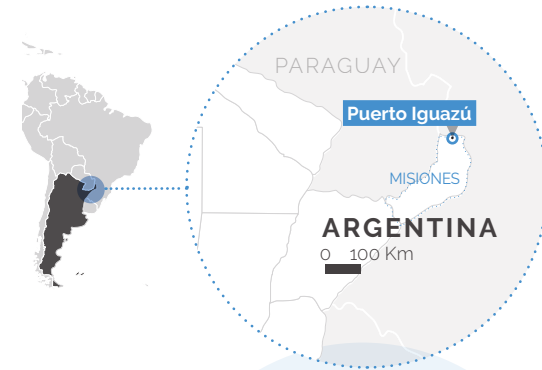 PARAGUAY
Puerto Iguazú
MISIONES
ARGENTINA
0 100 Km